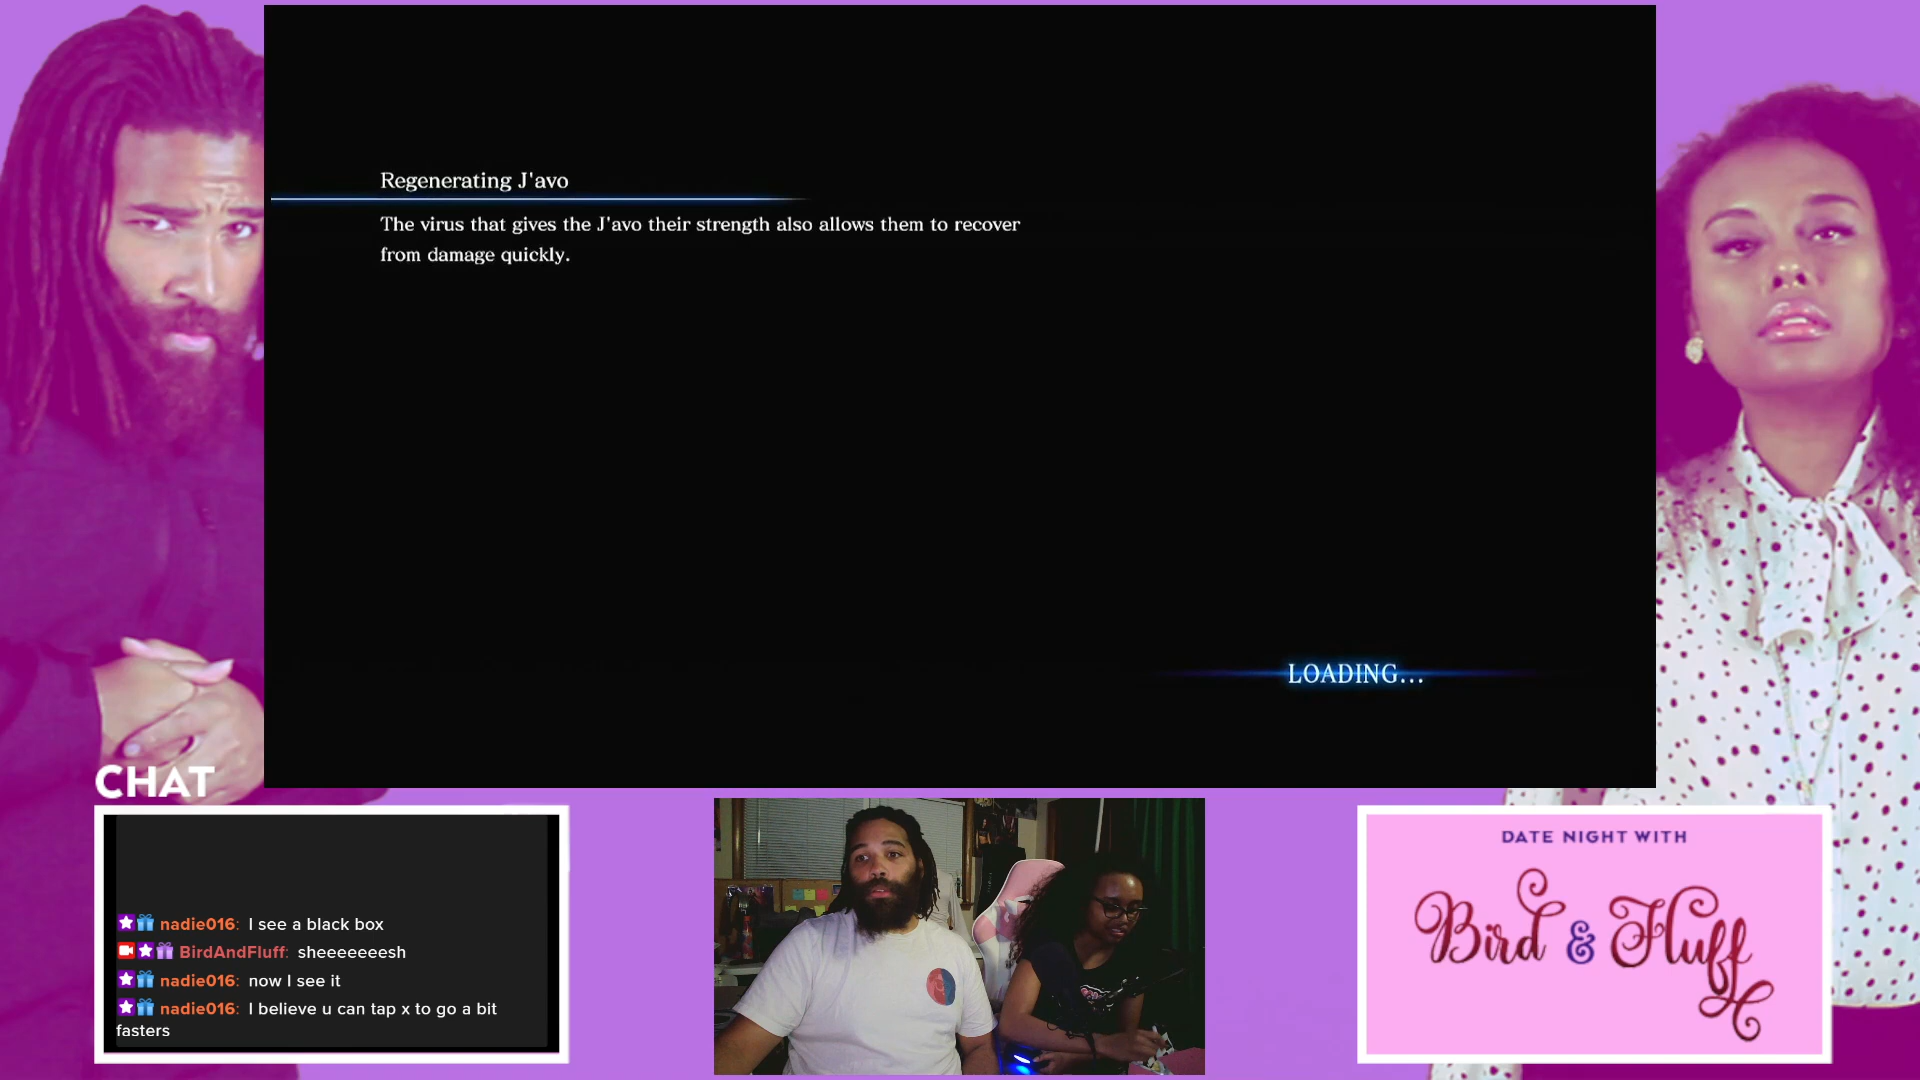 Regenerating J'avo
The virus that gives the J'avo their strength also allows them to recover
from damage quickly.
LOADING...
CHAT
nadie016: I see a black box
BirdAndFluff: sheeeeeeesh
nadie016: now I see it
nadie016: I believe u can tap x to go a bit
fasters
DATE NIGHT WITH
Bird & Fluff